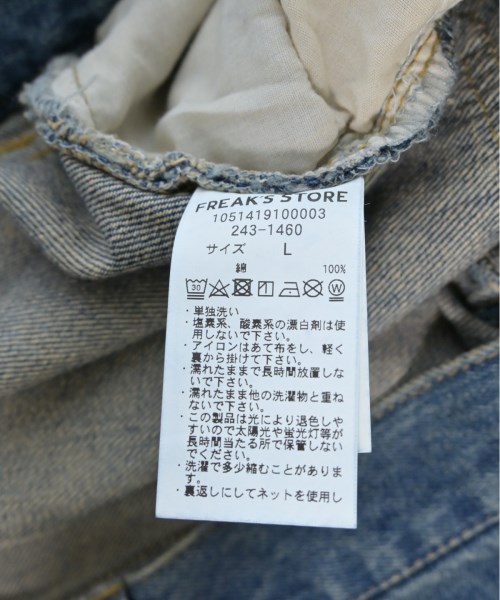 FREAK'S STORE
1051419100003
243-1460
サイズ L
綿 100%
30 W
・単独洗い
・塩素系、酸素系の漂白剤は使
用しないで下さい。
・アイロンはあて布をし、軽く
裏から掛けて下さい。
・濡れたままで長時間放置しな
いで下さい。
・濡れたまま他の洗濯物と重ね
ないで下さい。
・この製品は光により退色しや
すいので太陽光や蛍光灯等が
長時間当たる所で保管しない
でください。
・洗濯で多少縮むことがありま
す。
・裏返しにしてネットを使用し